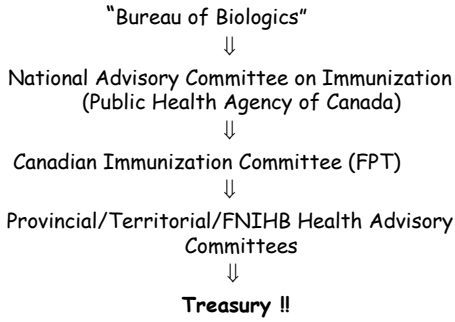 “Bureau of Biologics”
⇓
National Advisory Committee on Immunization
(Public Health Agency of Canada)
⇓
Canadian Immunization Committee (FPT)
⇓
Provincial/Territorial/FNIHB Health Advisory
Committees
⇓
Treasury !!